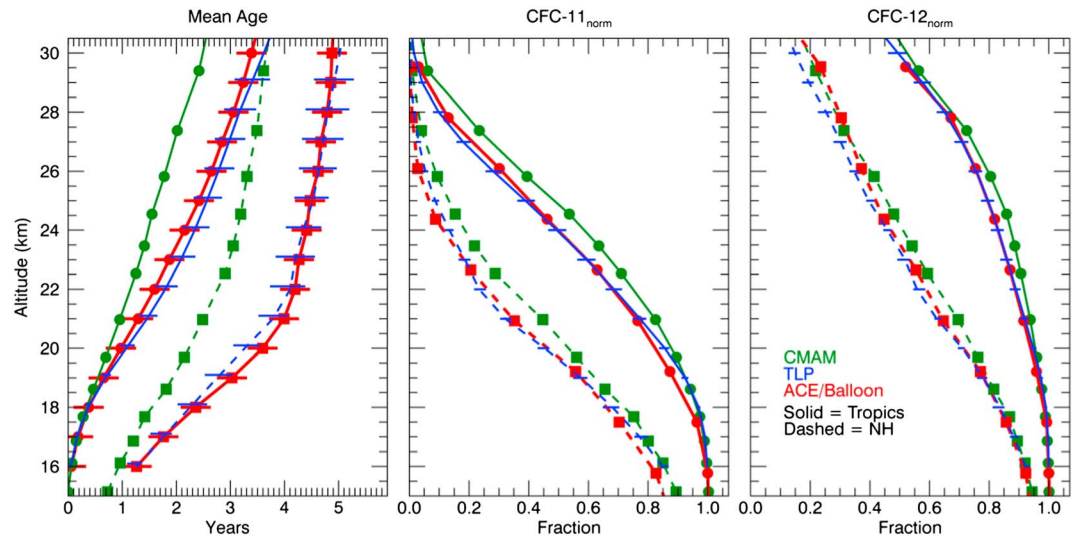 Mean Age
CFC-11norm
CFC-12norm
Altitude (km)
30
28
26
24
22
20
18
16
0 1 2 3 4 5
Years
0.0 0.2 0.4 0.6 0.8 1.0
Fraction
0.0 0.2 0.4 0.6 0.8 1.0
Fraction
CMAM
TLP
ACE/Balloon
Solid = Tropics
Dashed = NH